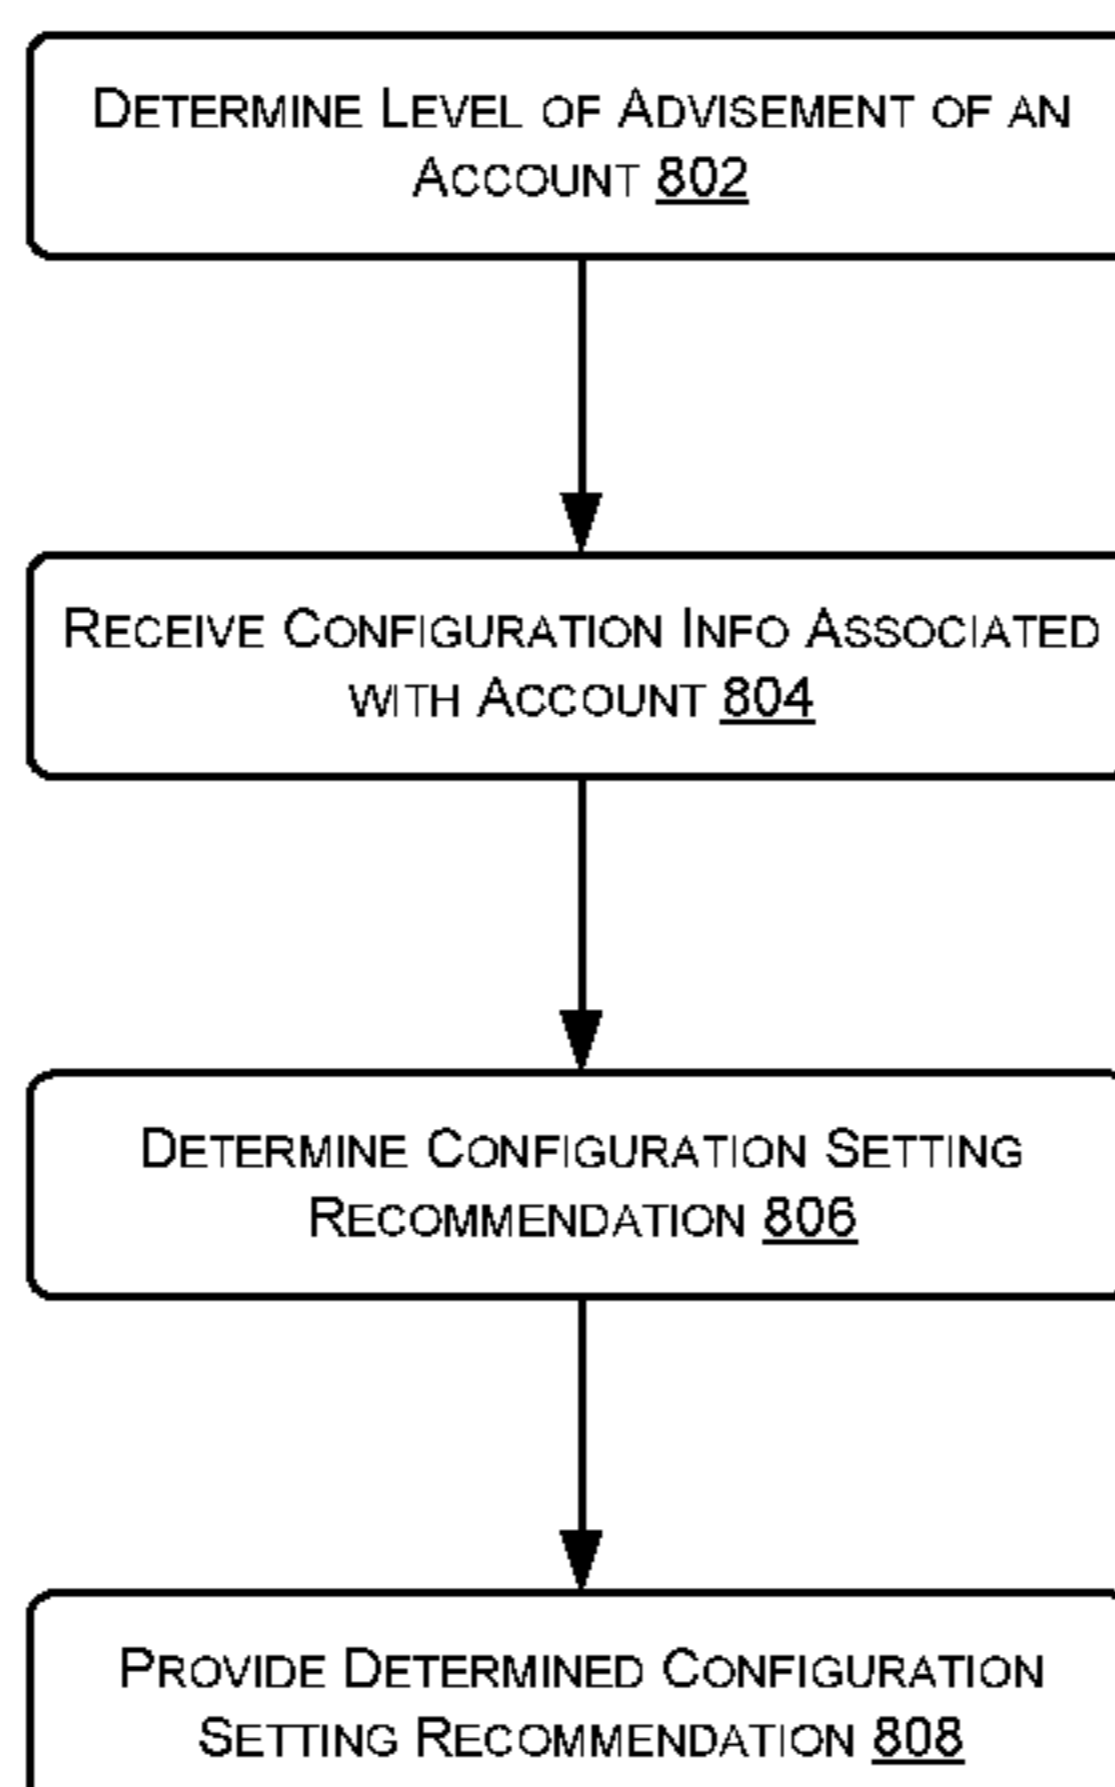 DETERMINE LEVEL OF ADVISEMENT OF AN
ACCOUNT 802
RECEIVE CONFIGURATION INFO ASSOCIATED
WITH ACCOUNT 804
DETERMINE CONFIGURATION SETTING
RECOMMENDATION 806
PROVIDE DETERMINED CONFIGURATION
SETTING RECOMMENDATION 808